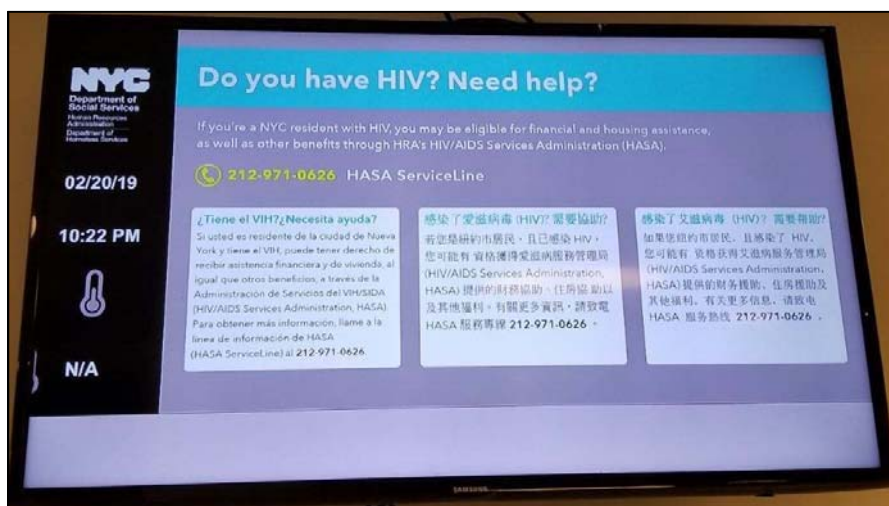 NYC
Department of
Social Services
Human Resources
Administration
Department of
Homeless Services
02/20/19
10:22 PM
N/A
Do you have HIV? Need help?
If you're a NYC resident with HIV, you may be eligible for financial and housing assistance,
as well as other benefits through HRA's HIV/AIDS Services Administration (HASA).
212-971-0626 HASA ServiceLine
¿Tiene el VIH?¿Necesita ayuda?
Si usted es residente de la ciudad de Nueva
York y tiene el VIH, puede tener derecho de
recibir asistencia financiera y de vivienda, al
igual que otros beneficios, a través de la
Administración de Servicios del VIH/SIDA
(HIV/AIDS Services Administration, HASA).
Para obtener más información, llame a la
línea de información de HASA
(HASA ServiceLine) al 212-971-0626
感染了愛滋病毒 (HIV)? 需要協助?
若您是紐約市居民，且已感染 HIV，
您可能有 資格獲得愛滋病服務管理局
(HIV/AIDS Services Administration,
HASA) 提供的財務協助、住房協助以
及其他福利。有關更多資訊，請致電
HASA 服務專線 212-971-0626。
感染了艾滋病毒 (HIV)? 需要帮助?
如果您纽约市居民，且感染了 HIV，
您可能有 资格获得艾滋病服务管理局
(HIV/AIDS Services Administration,
HASA) 提供的财务援助、住房援助及
其他福利。有关更多信息，请致电
HASA 服务热线 212-971-0626。
SAMSUNG